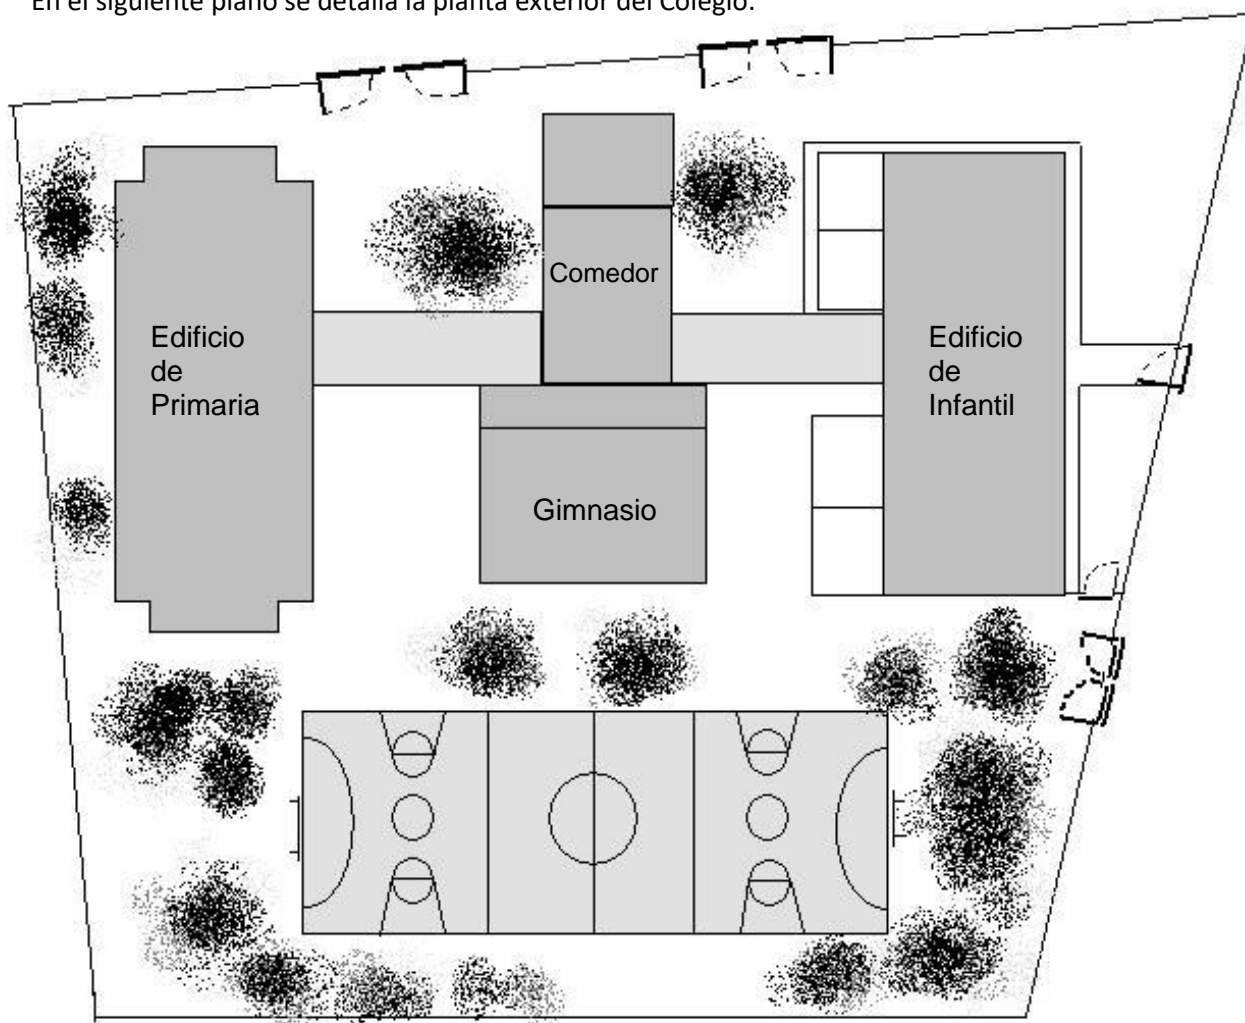 En el siguiente plano se detalla la planta exterior del Colegio.
Comedor
Edificio
de
Primaria
Edificio
de
Infantil
Gimnasio